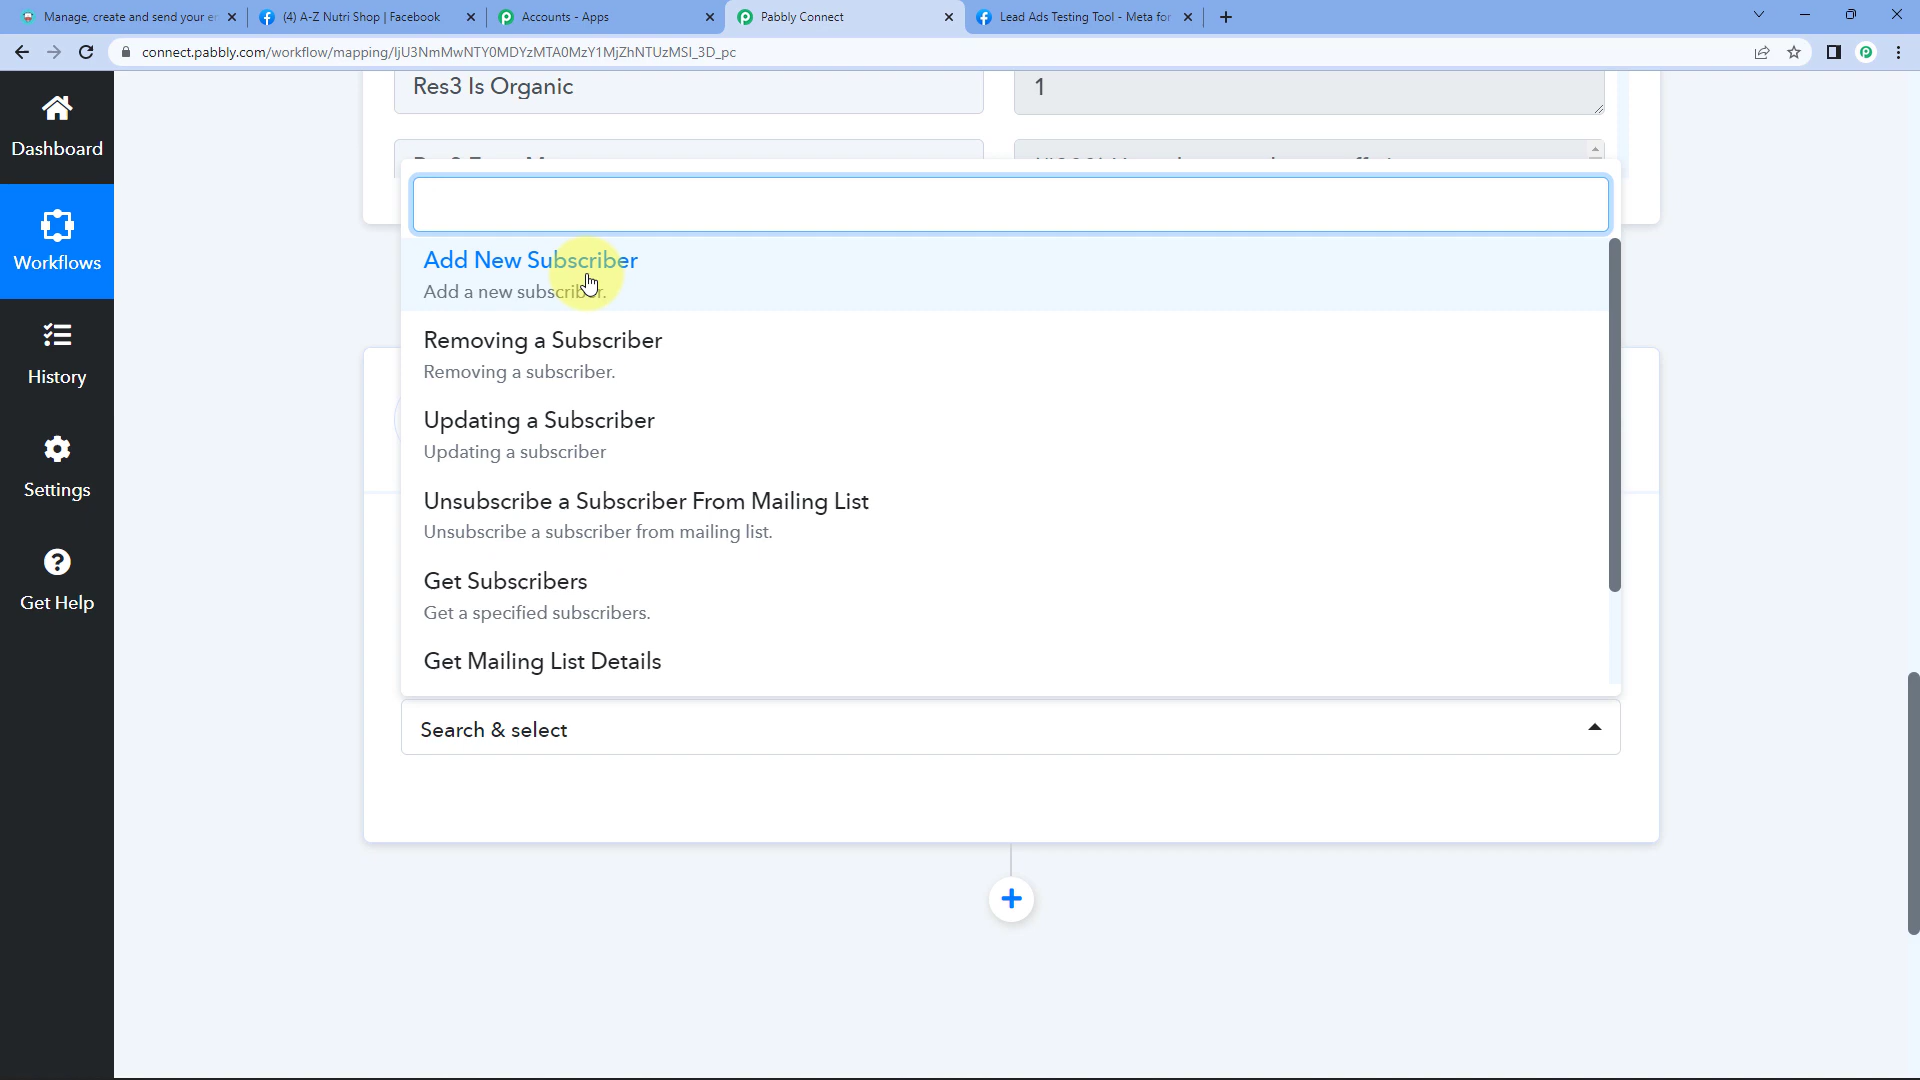 Manage, create and send your e
(4) A-Z Nutri Shop | Facebook
Accounts - Apps
Pabbly Connect
Lead Ads Testing Tool - Meta for
connect.pabbly.com/workflow/mapping/IjU3NmMwNTY0MDYzMTA0MzY1MjZhNTUzMSI_3D_pc
Dashboard
Workflows
History
Settings
Get Help
Res3 Is Organic
1
Add New Subscriber
Add a new subscriber.
Removing a Subscriber
Removing a subscriber.
Updating a Subscriber
Updating a subscriber
Unsubscribe a Subscriber From Mailing List
Unsubscribe a subscriber from mailing list.
Get Subscribers
Get a specified subscribers.
Get Mailing List Details
Search & select